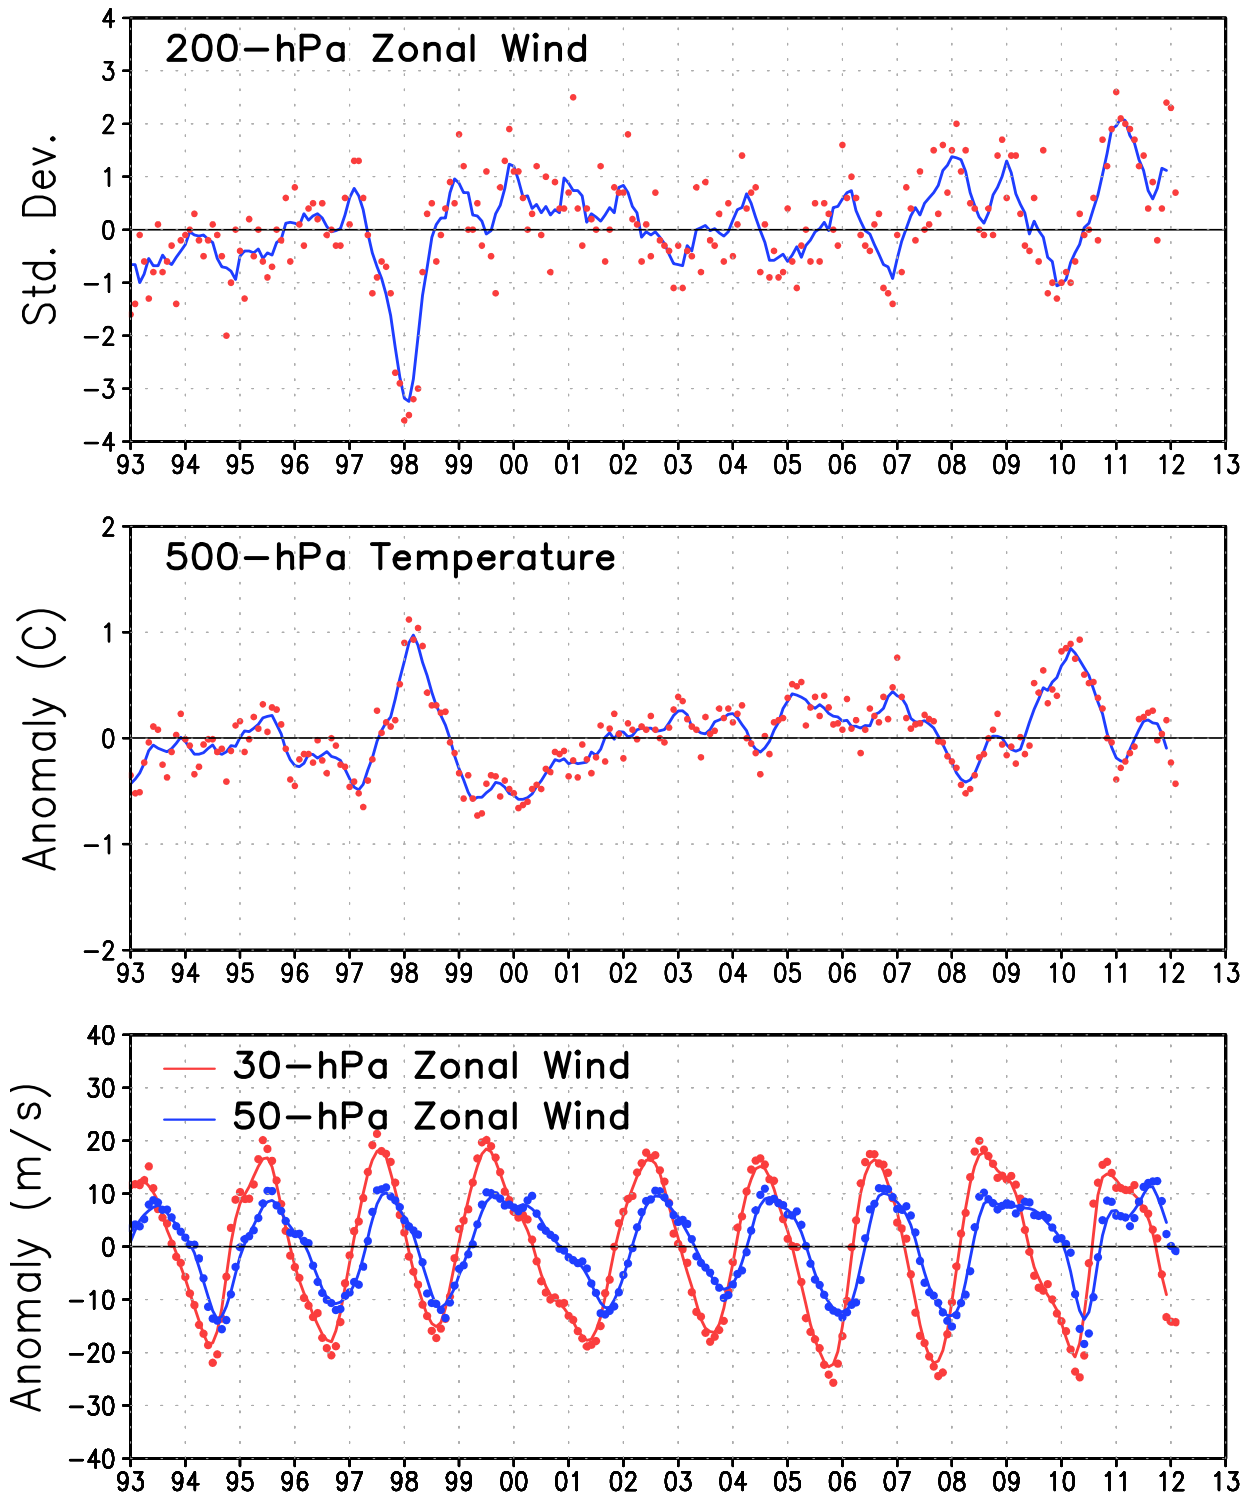 200-hPa Zonal Wind
Std. Dev.
4
3
2
1
0
-1
-2
-3
-4
93 94 95 96 97 98 99 00 01 02 03 04 05 06 07 08 09 10 11 12 13
500-hPa Temperature
Anomaly (C)
2
1
0
-1
-2
93 94 95 96 97 98 99 00 01 02 03 04 05 06 07 08 09 10 11 12 13
30-hPa Zonal Wind
50-hPa Zonal Wind
Anomaly (m/s)
40
30
20
10
0
-10
-20
-30
-40
93 94 95 96 97 98 99 00 01 02 03 04 05 06 07 08 09 10 11 12 13